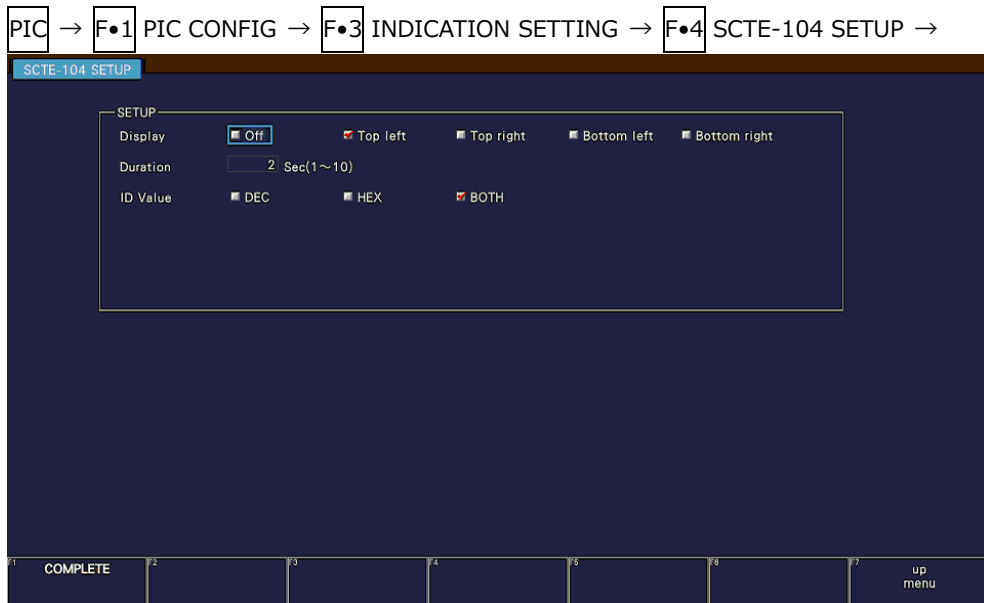 PIC → F•1 PIC CONFIG → F•3 INDICATION SETTING → F•4 SCTE-104 SETUP →
SCTE-104 SETUP
SETUP
Display Off Top left Top right Bottom left Bottom right
Duration 2 Sec(1～10)
ID Value DEC HEX BOTH
F1 COMPLETE F2 F3 F4 F5 F6 F7 up
menu